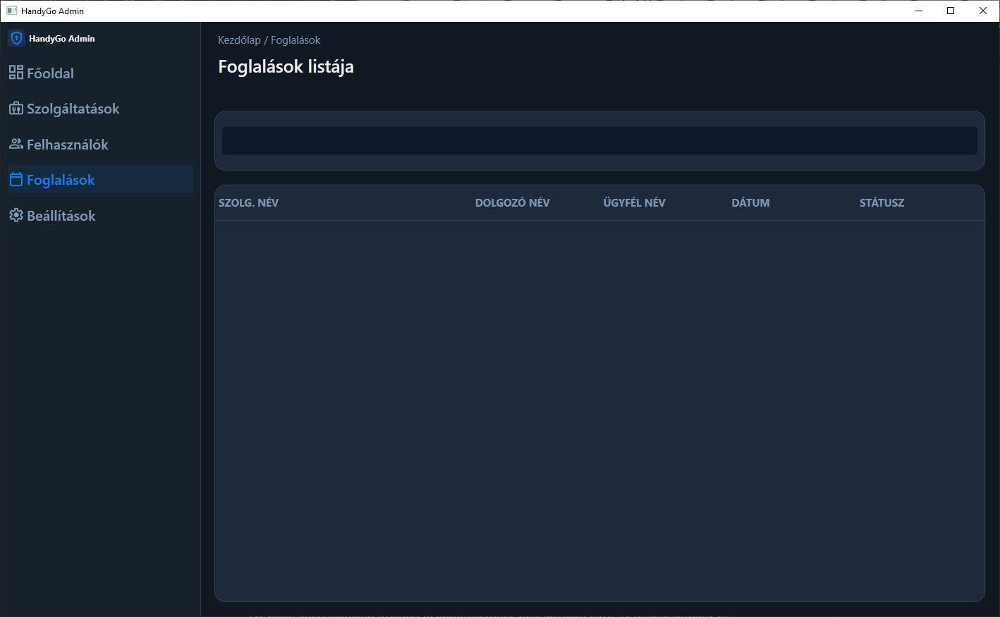 HandyGo Admin
HandyGo Admin
Főoldal
Szolgáltatások
Felhasználók
Foglalások
Beállítások
Kezdőlap / Foglalások
Foglalások listája
SZOLG. NÉV DOLGOZÓ NÉV ÜGYFÉL NÉV DÁTUM STÁTUSZ